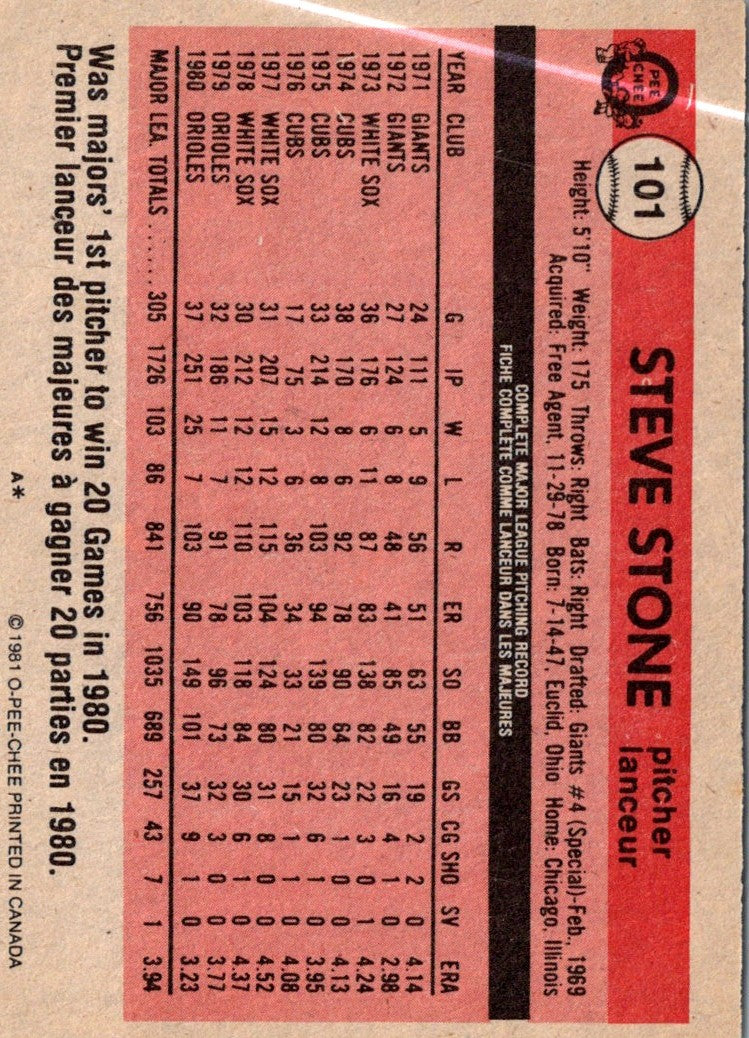 O
PEE
CHEE
101
STEVE STONE pitcher
lanceur
Height: 5'10" Weight: 175 Throws: Right Bats: Right Drafted: Giants #4 (Special)-Feb., 1969
Acquired: Free Agent, 11-29-78 Born: 7-14-47, Euclid, Ohio Home: Chicago, Illinois
COMPLETE MAJOR LEAGUE PITCHING RECORD
FICHE COMPLÈTE COMME LANCEUR DANS LES MAJEURES
YEAR CLUB G IP W L R ER SO BB GS CG SHO SV ERA
1971 GIANTS 24 111 5 9 56 51 63 55 19 2 2 0 4.14
1972 GIANTS 27 124 6 8 48 41 85 49 16 4 1 0 2.98
1973 WHITE SOX 36 176 6 11 87 83 138 82 22 3 0 1 4.24
1974 CUBS 38 170 8 6 92 78 90 64 23 1 0 0 4.13
1975 CUBS 33 214 12 8 103 94 139 80 32 6 1 0 3.95
1976 CUBS 17 75 3 6 36 34 33 21 15 1 1 0 4.08
1977 WHITE SOX 31 207 15 12 115 104 124 80 31 8 0 0 4.52
1978 WHITE SOX 30 212 12 12 110 103 118 84 30 6 1 0 4.37
1979 ORIOLES 32 186 11 7 91 78 96 73 32 3 0 0 3.77
1980 ORIOLES 37 251 25 7 103 90 149 101 37 9 1 0 3.23
MAJOR LEA. TOTALS ...... 305 1726 103 86 841 756 1035 689 257 43 7 1 3.94
Was majors' 1st pitcher to win 20 Games in 1980.
Premier lanceur des majeures à gagner 20 parties en 1980.
A* © 1981 O-PEE-CHEE PRINTED IN CANADA